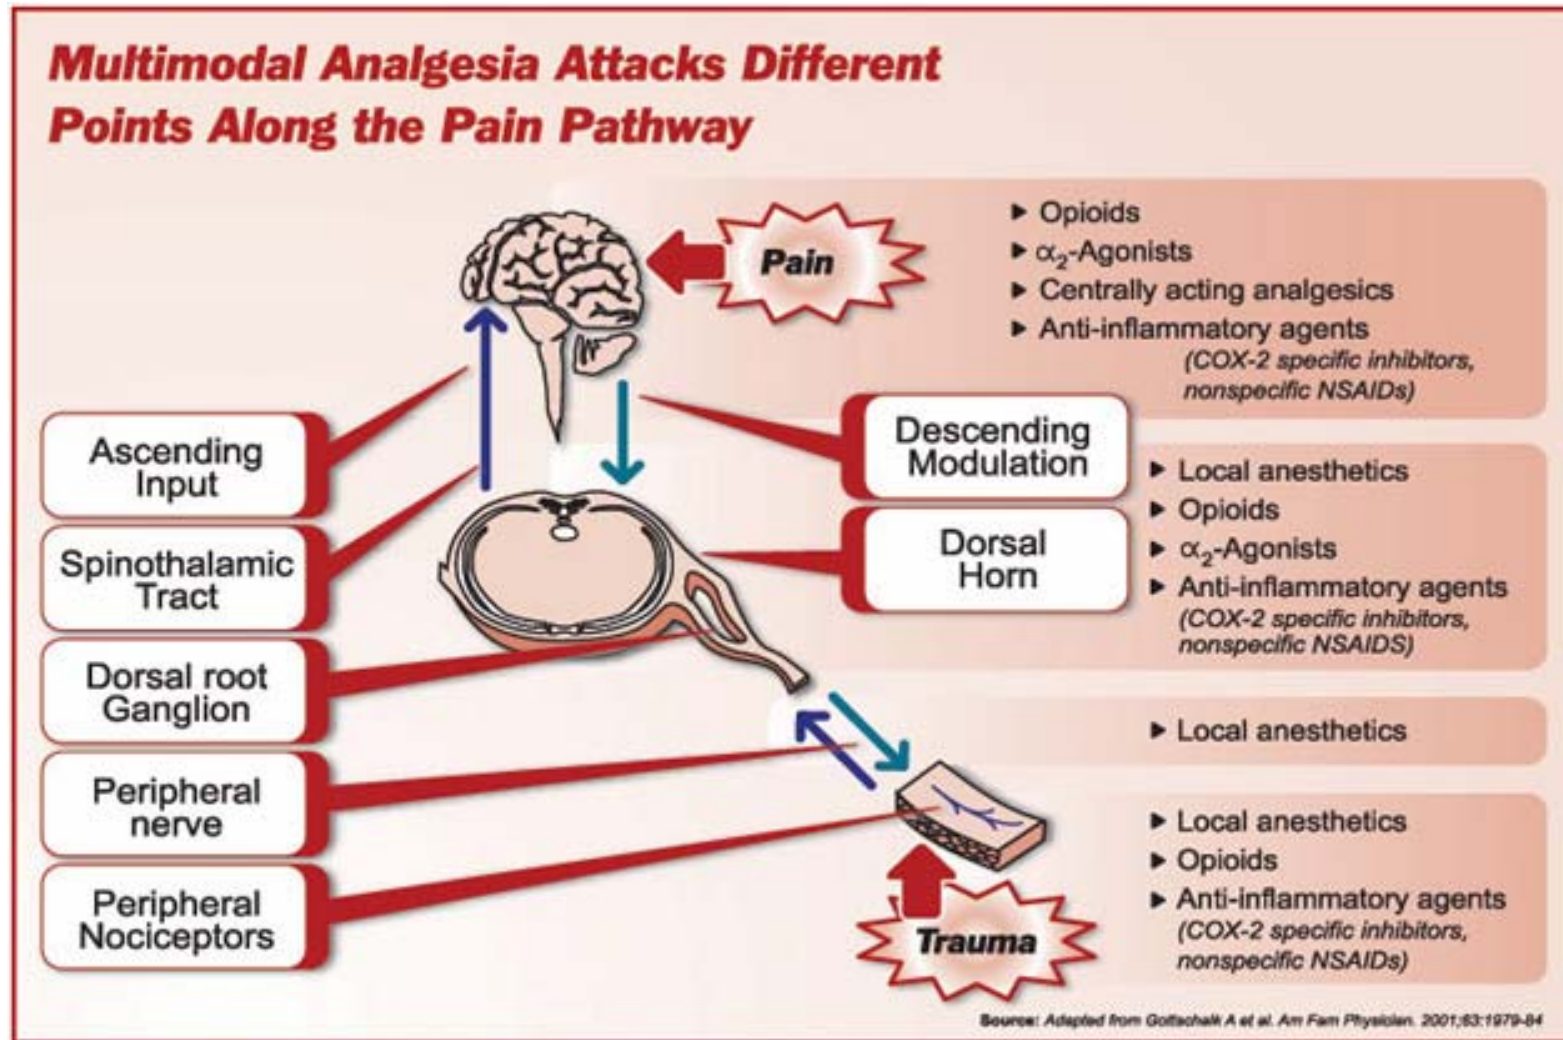 Multimodal Analgesia Attacks Different
Points Along the Pain Pathway
Pain
▶ Opioids
▶ α₂-Agonists
▶ Centrally acting analgesics
▶ Anti-inflammatory agents
(COX-2 specific inhibitors,
nonspecific NSAIDs)
Ascending
Input
Descending
Modulation
Spinothalamic
Tract
Dorsal
Horn
▶ Local anesthetics
▶ Opioids
▶ α₂-Agonists
▶ Anti-inflammatory agents
(COX-2 specific inhibitors,
nonspecific NSAIDS)
Dorsal root
Ganglion
▶ Local anesthetics
Peripheral
nerve
Peripheral
Nociceptors
▶ Local anesthetics
▶ Opioids
▶ Anti-inflammatory agents
(COX-2 specific inhibitors,
nonspecific NSAIDs)
Trauma
Source: Adapted from Gottschalk A et al. Am Fam Physician. 2001;63:1979-84